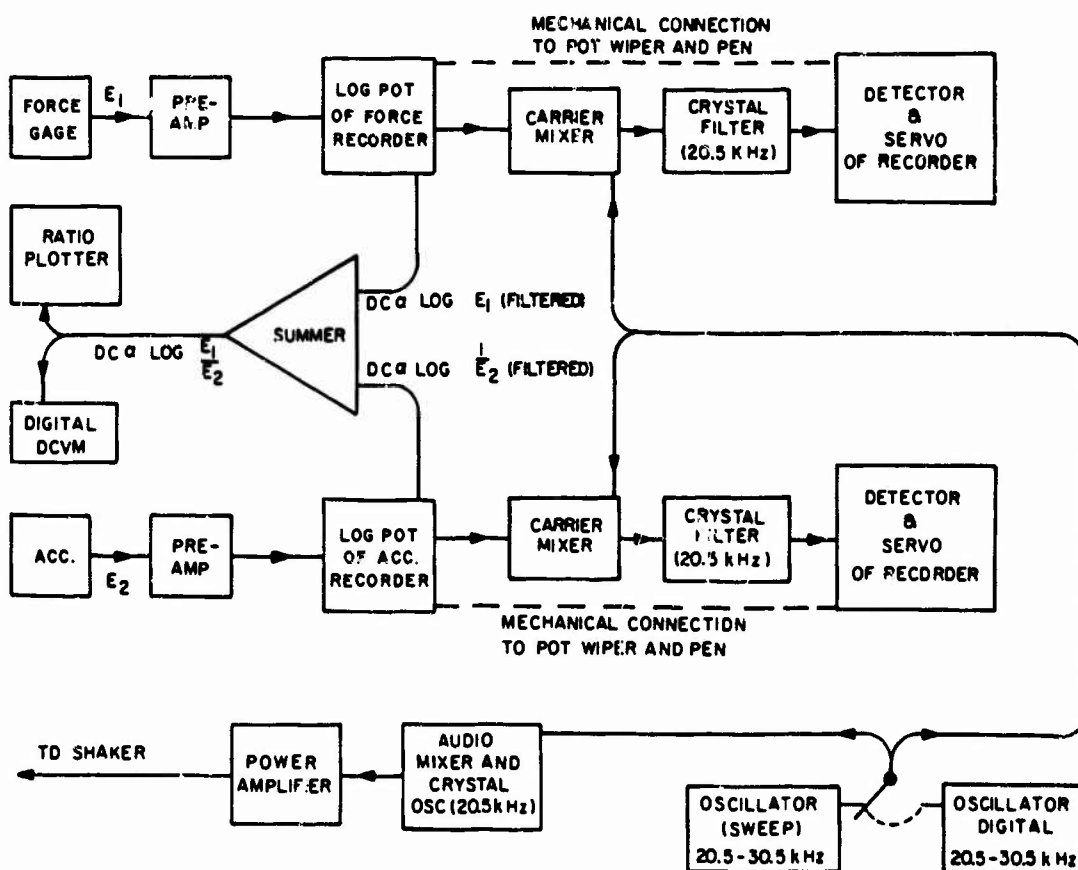 MECHANICAL CONNECTION
TO POT WIPER AND PEN
FORCE
GAGE
E1
PRE-
AMP
LOG POT
OF FORCE
RECORDER
CARRIER
MIXER
CRYSTAL
FILTER
(20.5 KHz)
DETECTOR
&
SERVO
OF RECORDER
RATIO
PLOTTER
SUMMER
DC α LOG E1 (FILTERED)
DC α LOG E1/E2
DC α LOG 1/E2 (FILTERED)
DIGITAL
DCVM
ACC.
E2
PRE-
AMP
LOG POT
OF ACC.
RECORDER
CARRIER
MIXER
CRYSTAL
FILTER
(20.5 kHz)
DETECTOR
&
SERVO
OF RECORDER
MECHANICAL CONNECTION
TO POT WIPER AND PEN
TO SHAKER
POWER
AMPLIFIER
AUDIO
MIXER AND
CRYSTAL
OSC (20.5kHz)
OSCILLATOR
(SWEEP)
20.5-30.5 kHz
OSCILLATOR
DIGITAL
20.5-30.5 kHz